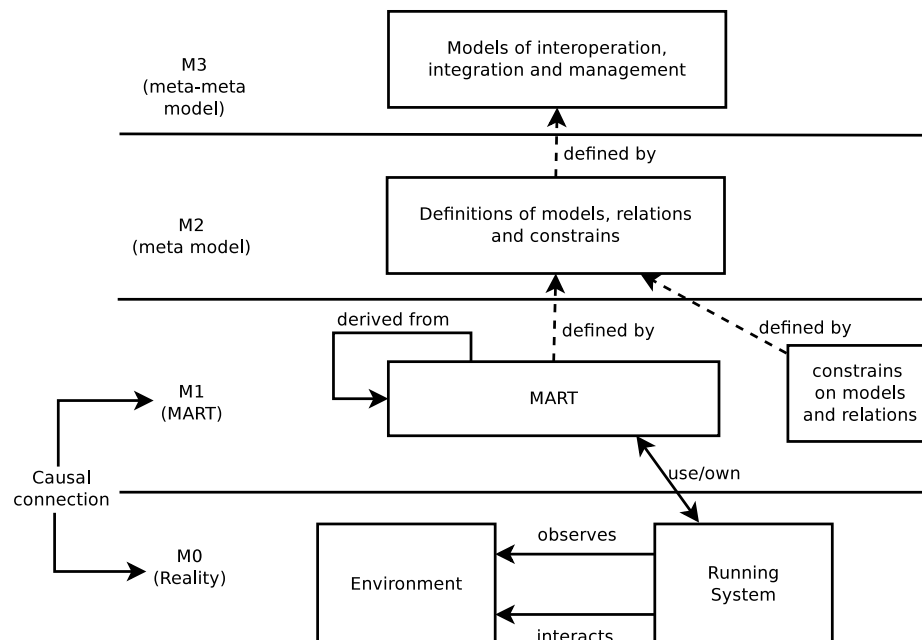 M3
(meta-meta
model)
Models of interoperation,
integration and management
defined by
M2
(meta model)
Definitions of models, relations
and constrains
derived from
defined by
defined by
M1
(MART)
MART
constrains
on models
and relations
Causal
connection
use/own
M0
(Reality)
Environment
observes
Running
System
interacts